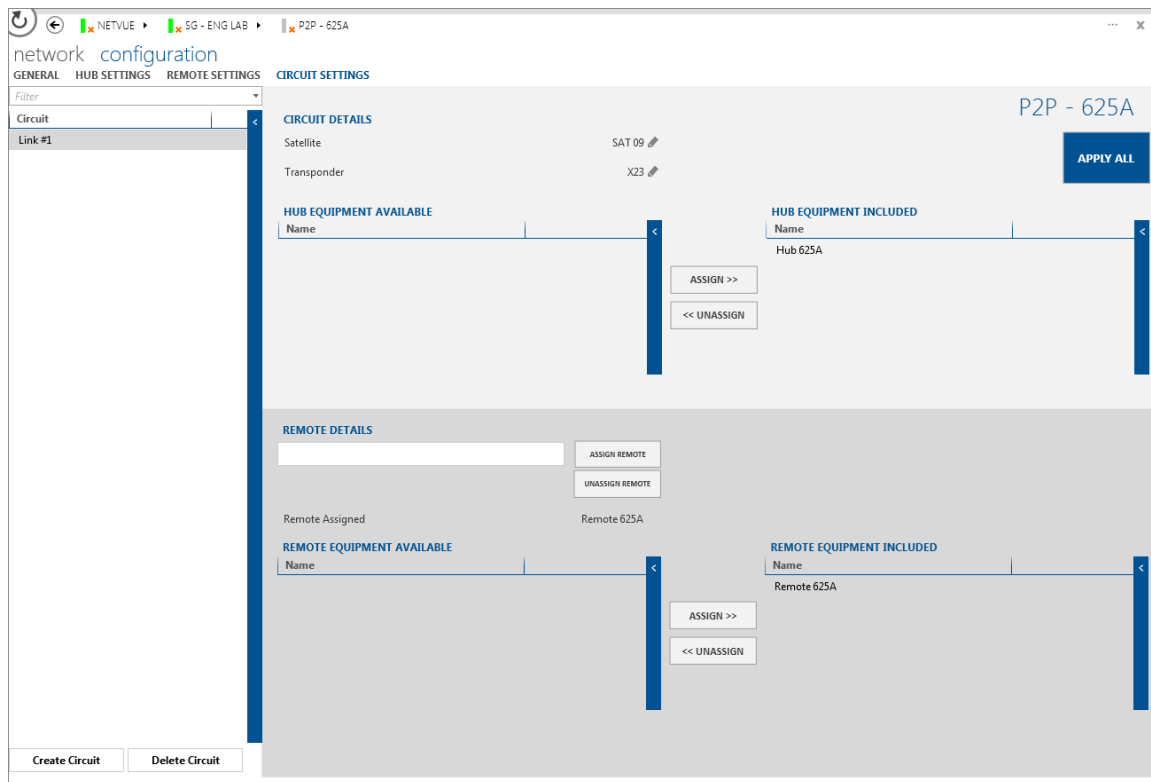 NETVUE SG - ENG LAB P2P - 625A ... x
network configuration
GENERAL HUB SETTINGS REMOTE SETTINGS CIRCUIT SETTINGS
Filter
Circuit
Link #1
P2P - 625A
CIRCUIT DETAILS
Satellite SAT 09
APPLY ALL
Transponder X23
HUB EQUIPMENT AVAILABLE HUB EQUIPMENT INCLUDED
Name < Name <
Hub 625A
ASSIGN >>
<< UNASSIGN
REMOTE DETAILS
ASSIGN REMOTE
UNASSIGN REMOTE
Remote Assigned Remote 625A
REMOTE EQUIPMENT AVAILABLE REMOTE EQUIPMENT INCLUDED
Name < Name <
Remote 625A
ASSIGN >>
<< UNASSIGN
Create Circuit Delete Circuit